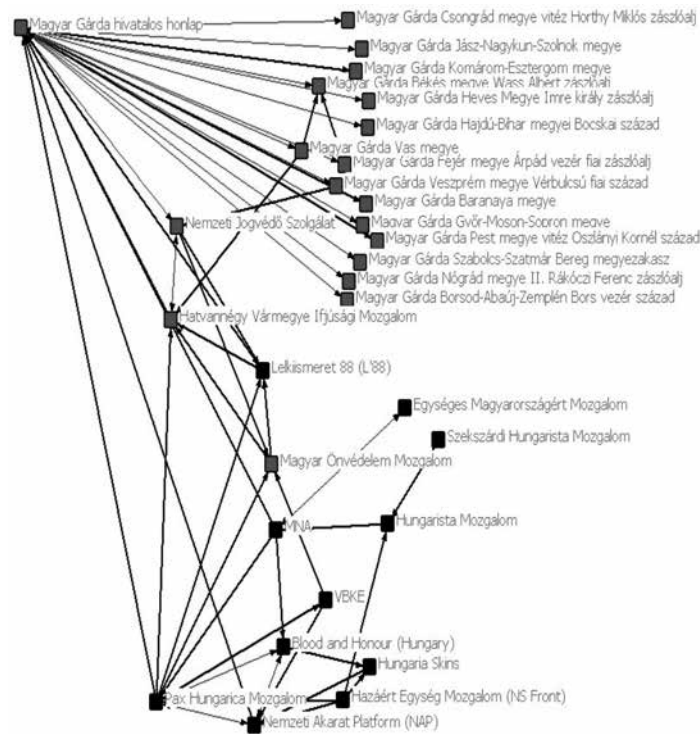 Magyar Gárda hivatalos honlap
Magyar Gárda Csongrád megye vitéz Horthy Miklós zászlóalj
Magyar Gárda Jász-Nagykun-Szolnok megye
Magyar Gárda Komárom-Esztergom megye
Magyar Gárda Békés megye Wass Albert zászlóalj
Magyar Gárda Heves Megye Imre király zászlóalj
Magyar Gárda Hajdú-Bihar megyei Bocskai század
Magyar Gárda Vas megye
Magyar Gárda Fejér megye Árpád vezér fiai zászlóalj
Magyar Gárda Veszprém megye Vérbulcsú fiai század
Magyar Gárda Baranaya megye
Magyar Gárda Győr-Moson-Sopron megye
Nemzeti Jogvédő Szolgálat
Magyar Gárda Pest megye vitéz Oszlányi Kornél század
Magyar Gárda Szabolcs-Szatmár Bereg megyezakasz
Magyar Gárda Nógrád megye II. Rákóczi Ferenc zászlóalj
Magyar Gárda Borsod-Abaúj-Zemplén Bors vezér század
Hatvannégy Vármegye Ifjúsági Mozgalom
Lelkiismeret 88 (L'88)
Egységes Magyarországért Mozgalom
Szekszárdi Hungarista Mozgalom
Magyar Önvédelem Mozgalom
Hungarista Mozgalom
MNA
VBKE
Blood and Honour (Hungary)
Hungaria Skins
Pax Hungarica Mozgalom
Hazáért Egység Mozgalom (NS Front)
Nemzeti Akarat Platform (NAP)